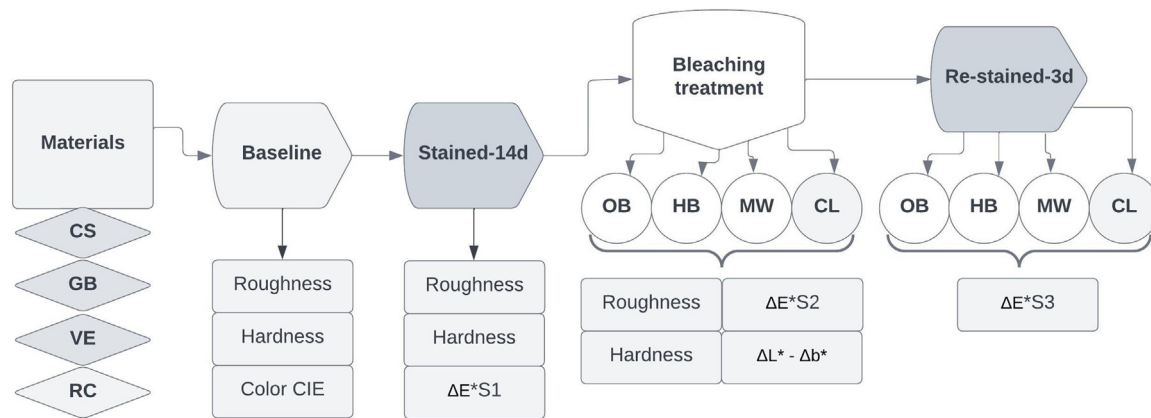 Materials
CS
GB
VE
RC
Baseline
Roughness
Hardness
Color CIE
Stained-14d
Roughness
Hardness
ΔE*S1
Bleaching
treatment
OB HB MW CL
Roughness ΔE*S2
Hardness ΔL* - Δb*
Re-stained-3d
OB HB MW CL
ΔE*S3